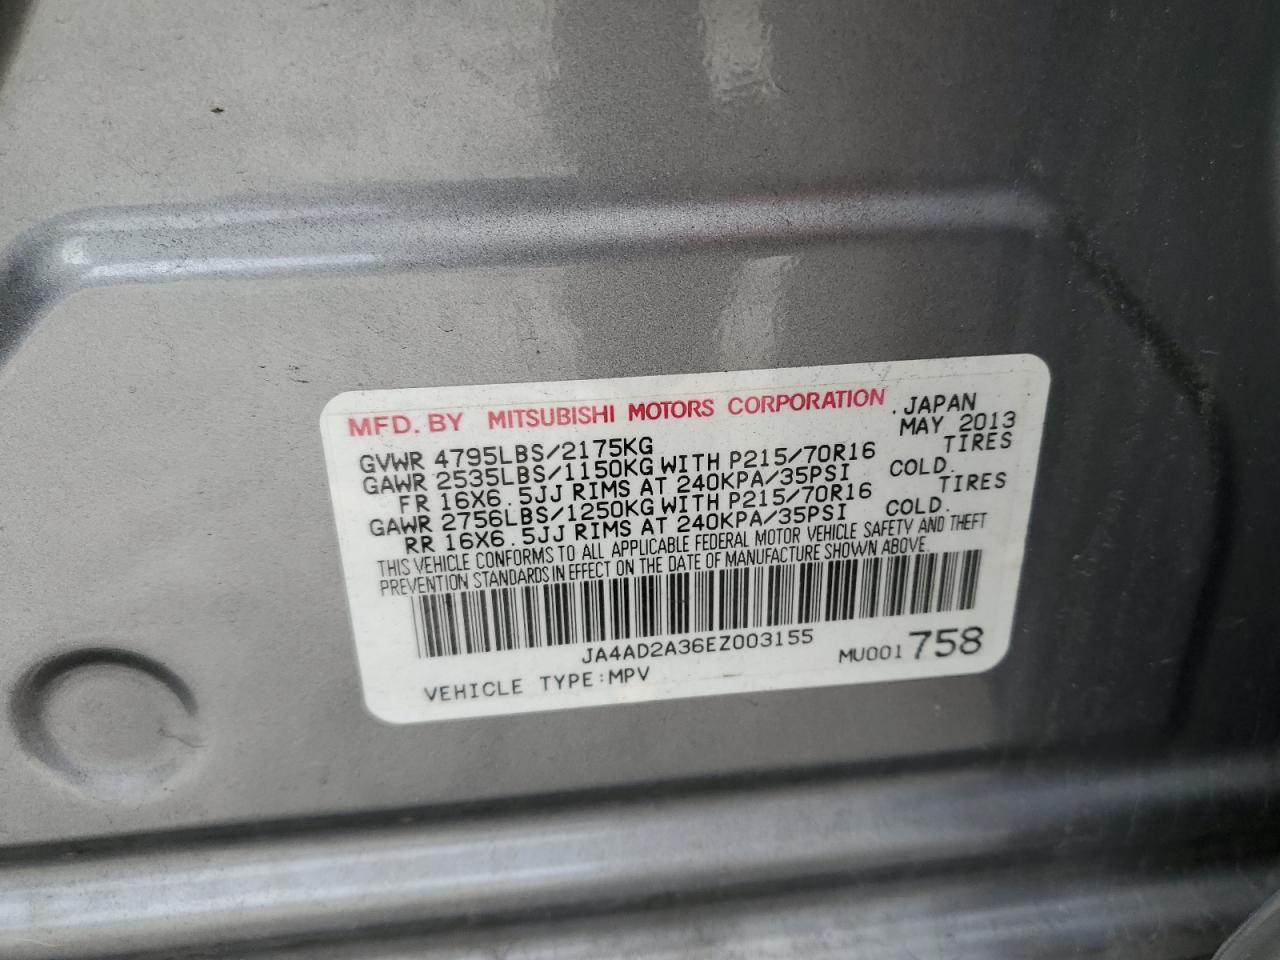 MFD. BY MITSUBISHI MOTORS CORPORATION . JAPAN
GVWR 4795LBS/2175KG MAY 2013
GAWR 2535LBS/1150KG WITH P215/70R16 TIRES
FR 16X6.5JJ RIMS AT 240KPA/35PSI COLD.
GAWR 2756LBS/1250KG WITH P215/70R16 TIRES
RR 16X6.5JJ RIMS AT 240KPA/35PSI COLD.
THIS VEHICLE CONFORMS TO ALL APPLICABLE FEDERAL MOTOR VEHICLE SAFETY AND THEFT
PREVENTION STANDARDS IN EFFECT ON THE DATE OF MANUFACTURE SHOWN ABOVE.
JA4AD2A36EZ003155
VEHICLE TYPE:MPV MU001758